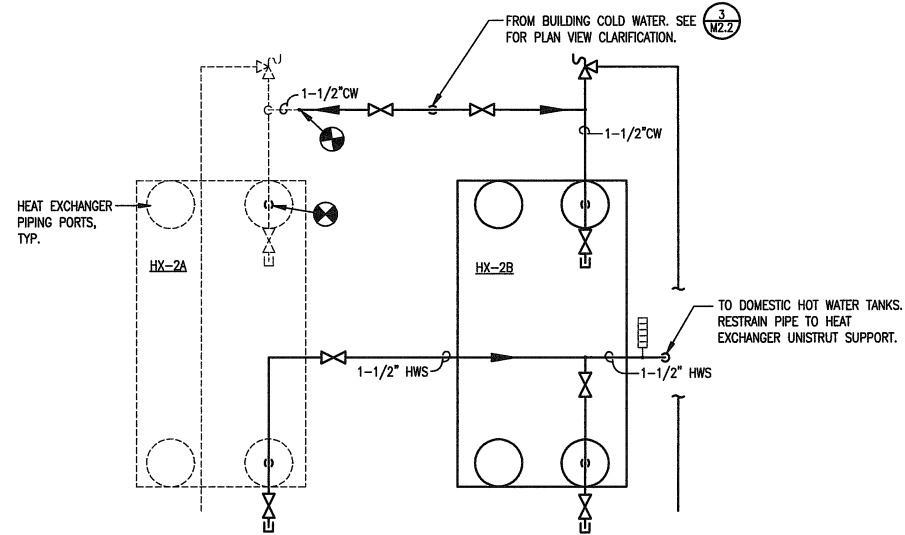 FROM BUILDING COLD WATER. SEE
FOR PLAN VIEW CLARIFICATION.
3
M2.2
1-1/2"CW
1-1/2"CW
HEAT EXCHANGER
PIPING PORTS,
TYP.
HX-2A
HX-2B
TO DOMESTIC HOT WATER TANKS.
RESTRAIN PIPE TO HEAT
EXCHANGER UNISTRUT SUPPORT.
1-1/2" HWS
1-1/2" HWS